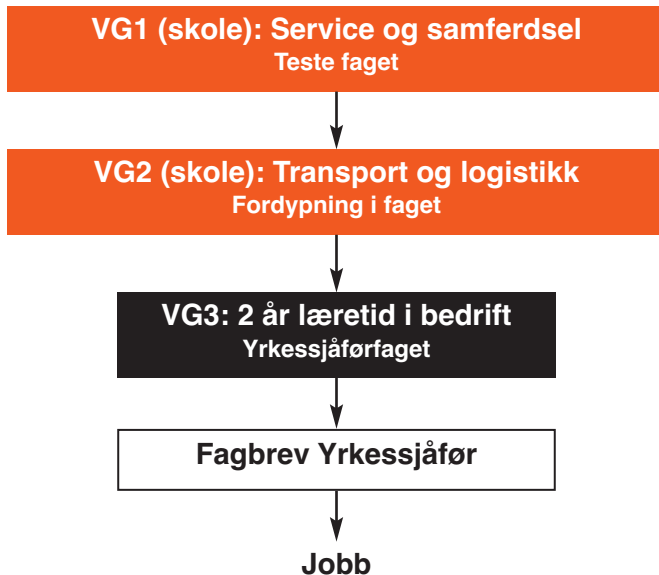 VG1 (skole): Service og samferdsel
Teste faget
VG2 (skole): Transport og logistikk
Fordypning i faget
VG3: 2 år læretid i bedrift
Yrkessjåførfaget
Fagbrev Yrkessjåfør
Jobb